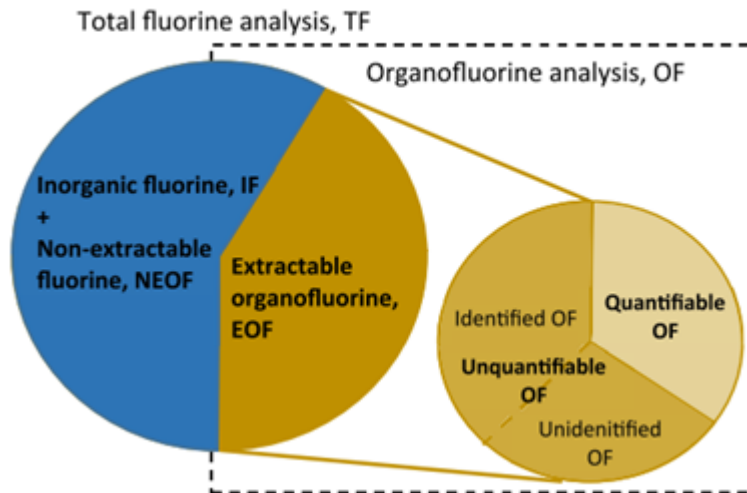 Total fluorine analysis, TF
Organofluorine analysis, OF
Inorganic fluorine, IF
+
Non-extractable
fluorine, NEOF
Extractable
organofluorine,
EOF
Identified OF
Quantifiable
OF
Unquantifiable
OF
Unidenitified
OF